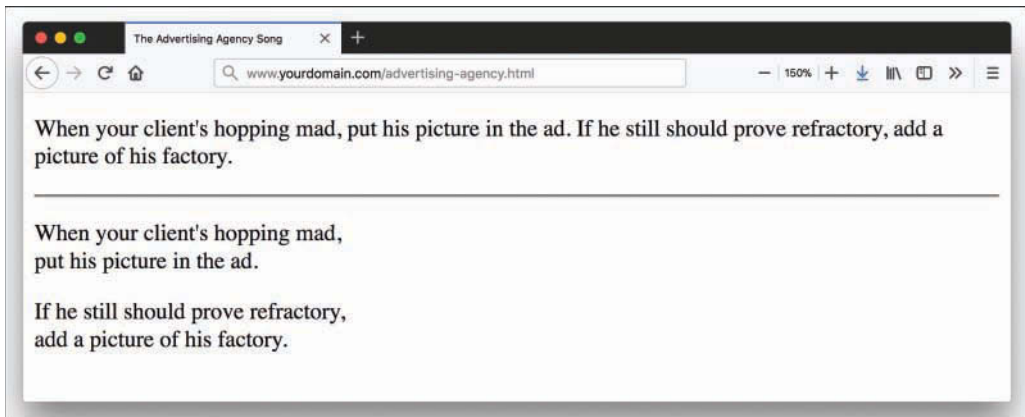 The Advertising Agency Song
www.yourdomain.com/advertising-agency.html
150%
When your client's hopping mad, put his picture in the ad. If he still should prove refractory, add a
picture of his factory.
When your client's hopping mad,
put his picture in the ad.
If he still should prove refractory,
add a picture of his factory.